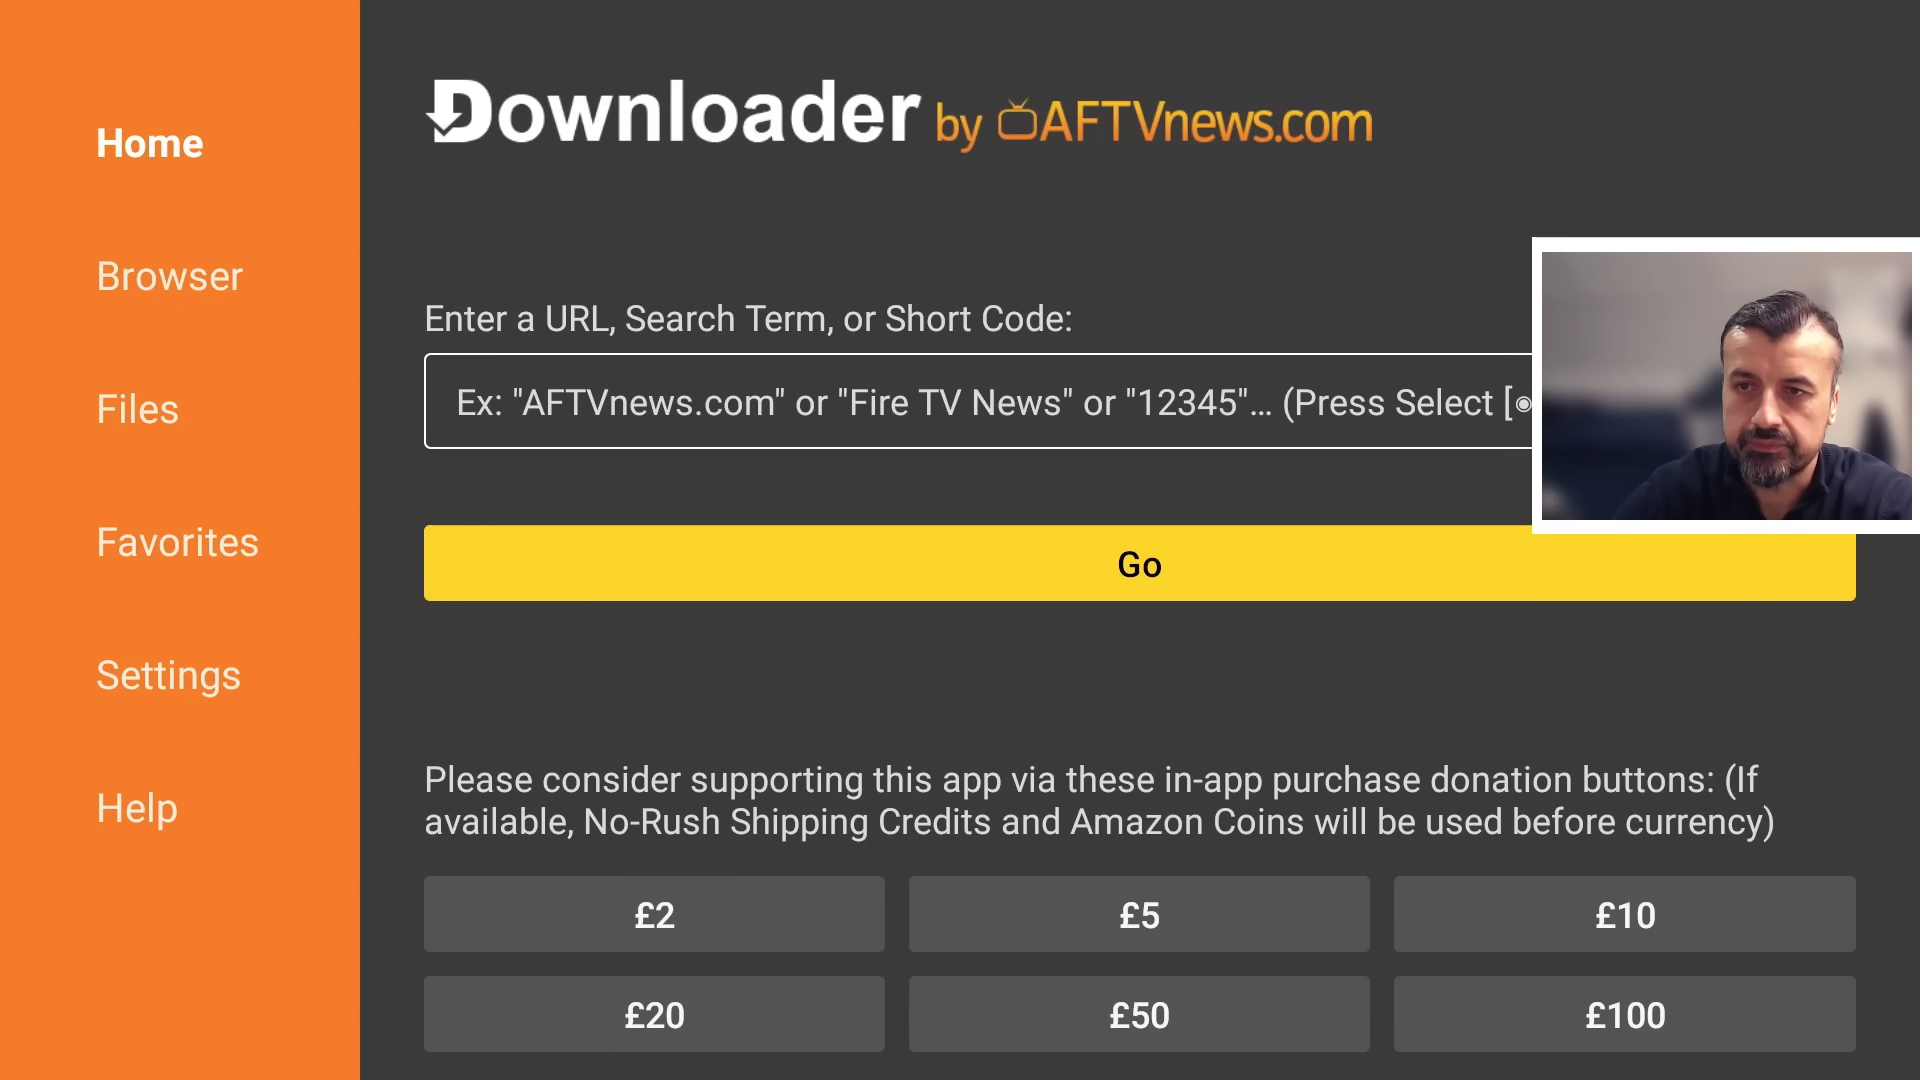 Home
Browser
Files
Favorites
Settings
Help
Downloader by AFTVnews.com
Enter a URL, Search Term, or Short Code:
Ex: "AFTVnews.com" or "Fire TV News" or "12345"... (Press Select [◉
Go
Please consider supporting this app via these in-app purchase donation buttons: (If
available, No-Rush Shipping Credits and Amazon Coins will be used before currency)
£2 £5 £10
£20 £50 £100